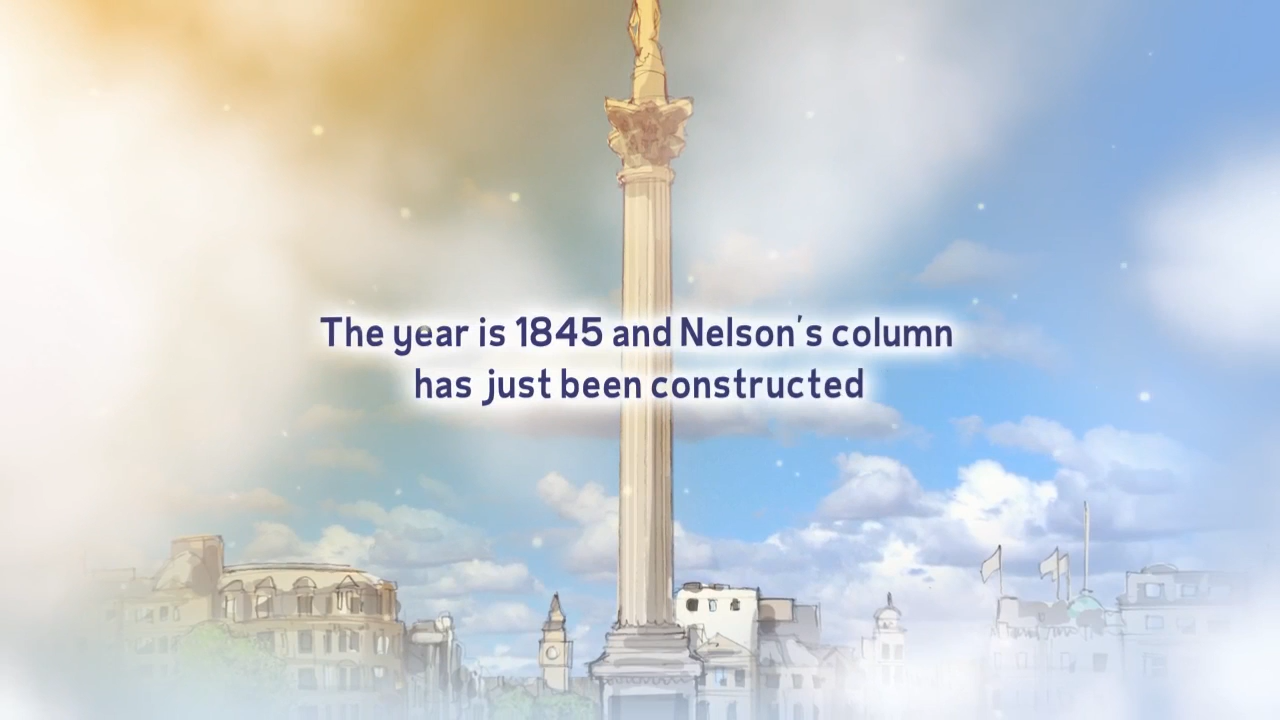 The year is 1845 and Nelson's column
has just been constructed